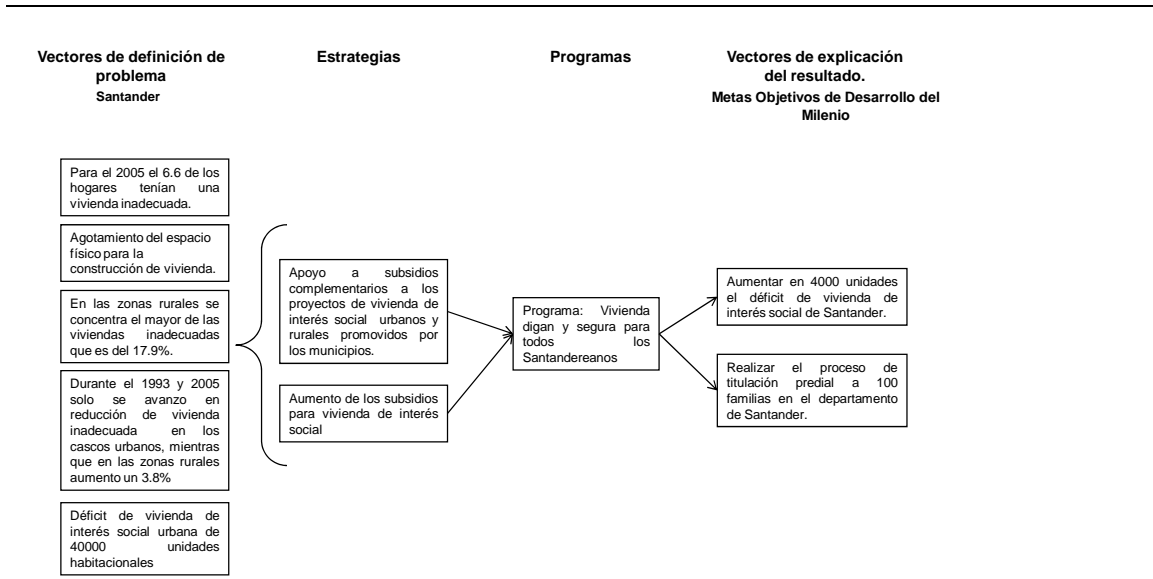 Vectores de definición de
problema
Santander
Estrategias
Programas
Vectores de explicación
del resultado.
Metas Objetivos de Desarrollo del
Milenio
Para el 2005 el 6.6 de los
hogares tenían una
vivienda inadecuada.
Agotamiento del espacio
físico para la
construcción de vivienda.
En las zonas rurales se
concentra el mayor de las
viviendas inadecuadas
que es del 17.9%.
Durante el 1993 y 2005
solo se avanzo en
reducción de vivienda
inadecuada en los
cascos urbanos, mientras
que en las zonas rurales
aumento un 3.8%
Déficit de vivienda de
interés social urbana de
40000 unidades
habitacionales
Apoyo a subsidios
complementarios a los
proyectos de vivienda de
interés social urbanos y
rurales promovidos por
los municipios.
Aumento de los subsidios
para vivienda de interés
social
Programa: Vivienda
digan y segura para
todos los
Santandereanos
Aumentar en 4000 unidades
el déficit de vivienda de
interés social de Santander.
Realizar el proceso de
titulación predial a 100
familias en el departamento
de Santander.